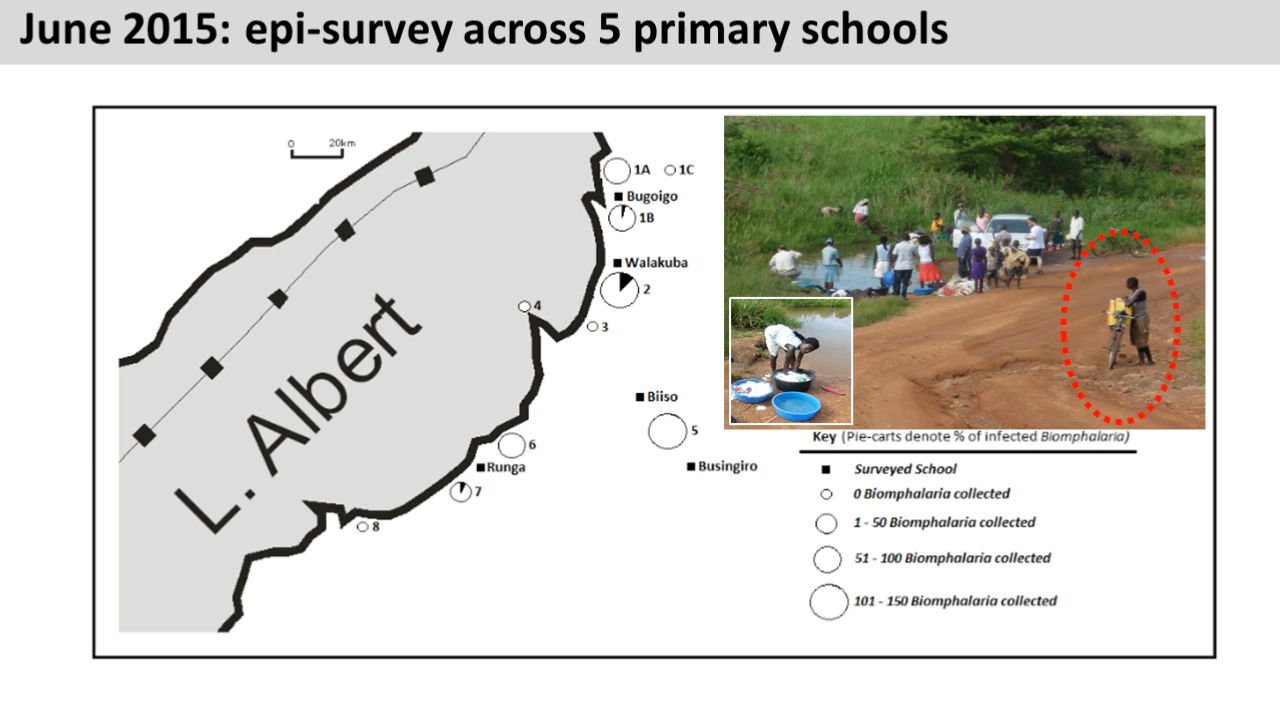 June 2015: epi-survey across 5 primary schools
0 20km
1A 1C
Bugoigo
1B
Walakuba
2
4
3
L. Albert
Biiso
5
6
Runga
Busingiro
7
8
Key (Pie-carts denote % of infected Biomphalaria)
Surveyed School
0 Biomphalaria collected
1 - 50 Biomphalaria collected
51 - 100 Biomphalaria collected
101 - 150 Biomphalaria collected